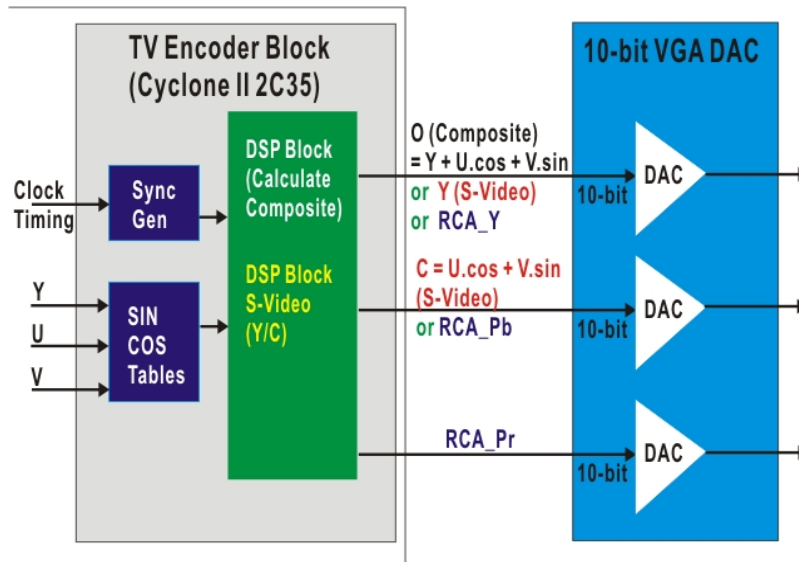 TV Encoder Block
(Cyclone II 2C35)
10-bit VGA DAC
Clock
Timing
Sync
Gen
DSP Block
(Calculate
Composite)
O (Composite)
= Y + U.cos + V.sin
or Y (S-Video)
or RCA_Y
10-bit
DAC
Y
U
V
SIN
COS
Tables
DSP Block
S-Video
(Y/C)
C = U.cos + V.sin
(S-Video)
or RCA_Pb
10-bit
DAC
RCA_Pr
10-bit
DAC